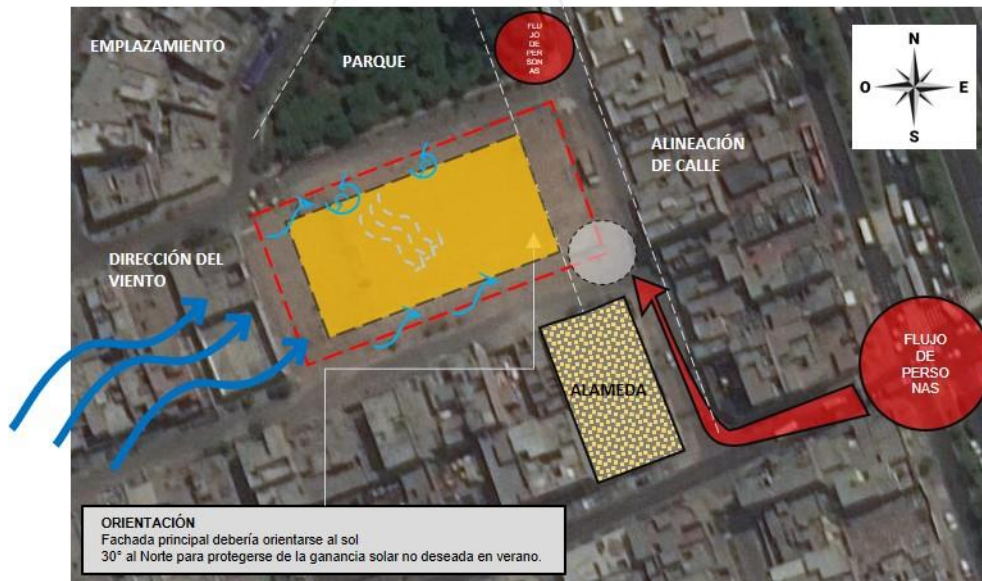 EMPLAZAMIENTO
PARQUE
FLU
JO
DE
PER
SON
AS
N
O
E
S
ALINEACIÓN
DE CALLE
DIRECCIÓN DEL
VIENTO
FLUJO
DE
PERSO
NAS
ALAMEDA
ORIENTACIÓN
Fachada principal debería orientarse al sol
30° al Norte para protegerse de la ganancia solar no deseada en verano.